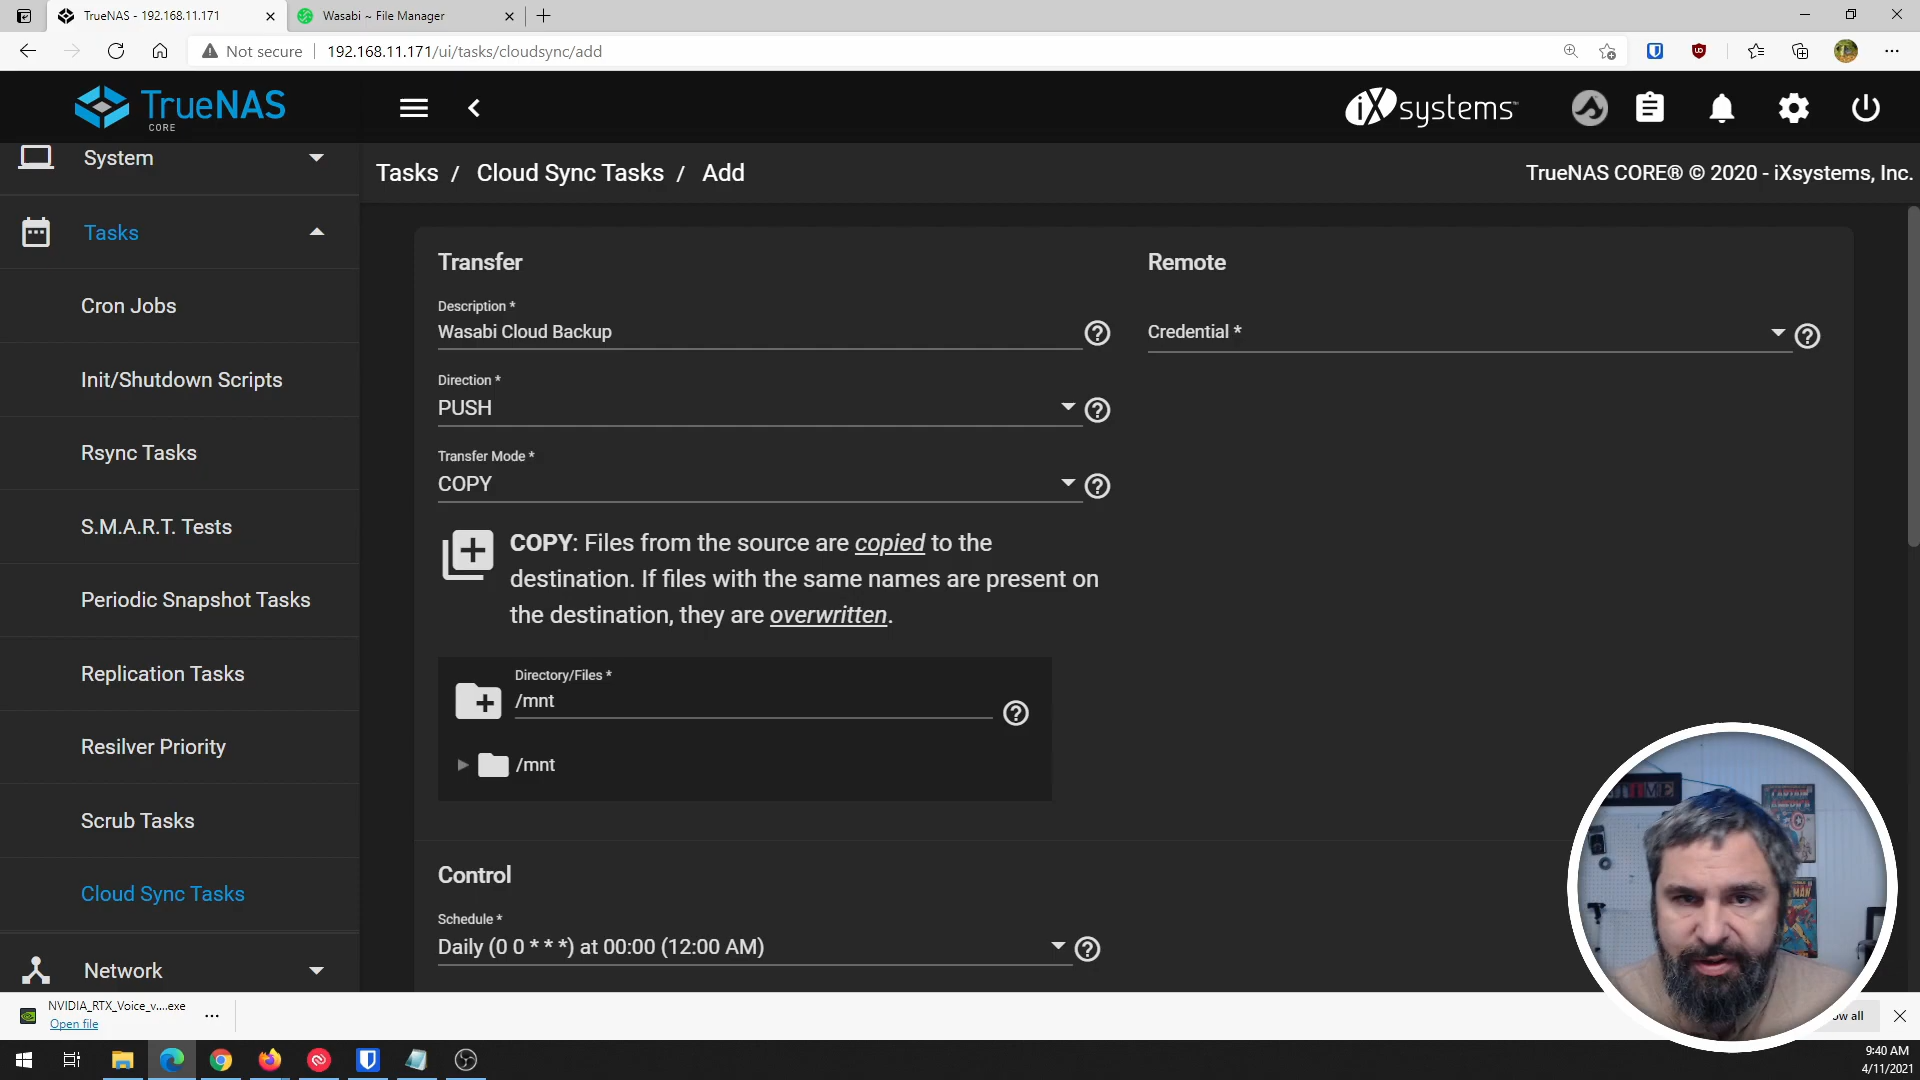 TrueNAS - 192.168.11.171
Wasabi ~ File Manager
Not secure
192.168.11.171/ui/tasks/cloudsync/add
TrueNAS
CORE
iXsystems
System
Tasks
Cron Jobs
Init/Shutdown Scripts
Rsync Tasks
S.M.A.R.T. Tests
Periodic Snapshot Tasks
Replication Tasks
Resilver Priority
Scrub Tasks
Cloud Sync Tasks
Network
Tasks / Cloud Sync Tasks / Add
TrueNAS CORE® © 2020 - iXsystems, Inc.
Transfer
Description *
Wasabi Cloud Backup
Direction *
PUSH
Transfer Mode *
COPY
COPY: Files from the source are copied to the
destination. If files with the same names are present on
the destination, they are overwritten.
Directory/Files *
/mnt
/mnt
Control
Schedule *
Daily (0 0 * * *) at 00:00 (12:00 AM)
Remote
Credential *
CAPTAIN
AMERICA
NVIDIA_RTX_Voice_v....exe
Open file
all
9:40 AM
4/11/2021